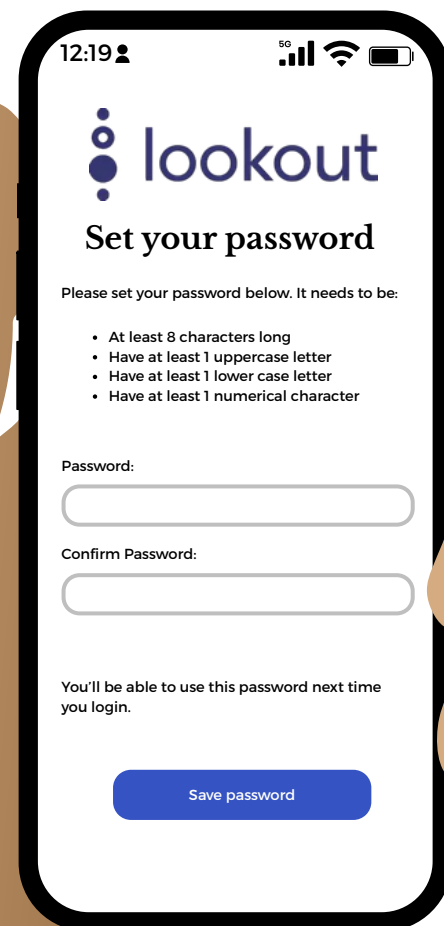 12:19
5G
lookout
Set your password
Please set your password below. It needs to be:
• At least 8 characters long
• Have at least 1 uppercase letter
• Have at least 1 lower case letter
• Have at least 1 numerical character
Password:
Confirm Password:
You’ll be able to use this password next time
you login.
Save password